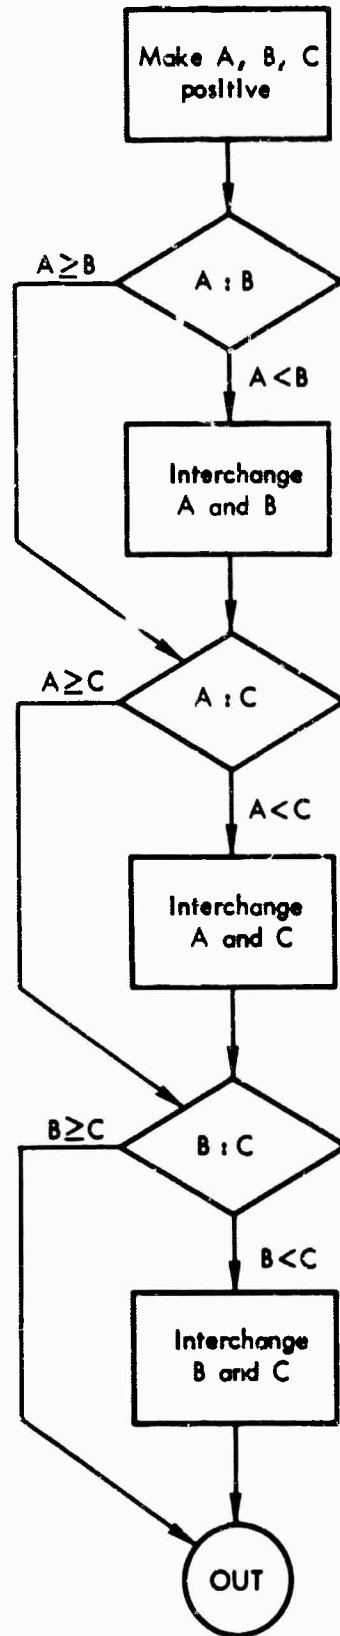 Make A, B, C
positive
A ≥ B
A : B
A < B
Interchange
A and B
A ≥ C
A : C
A < C
Interchange
A and C
B ≥ C
B : C
B < C
Interchange
B and C
OUT